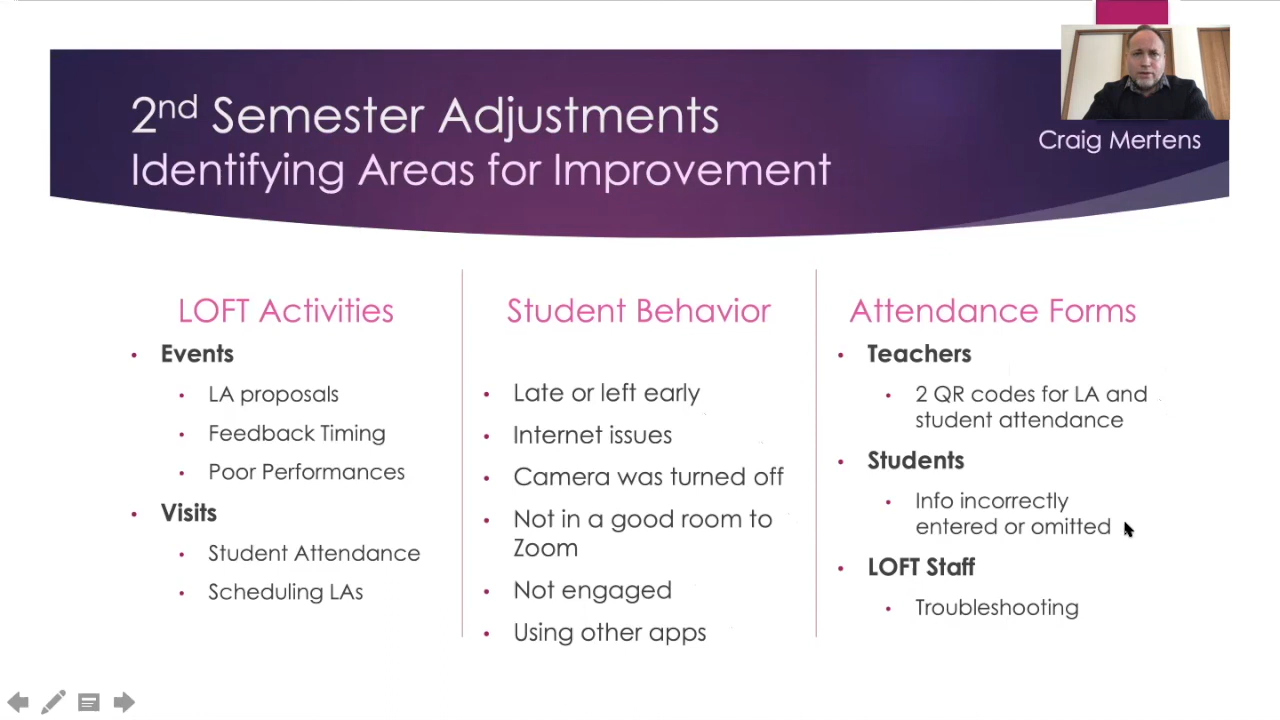 2nd Semester Adjustments
Identifying Areas for Improvement
Craig Mertens
LOFT Activities
• Events
• LA proposals
• Feedback Timing
• Poor Performances
• Visits
• Student Attendance
• Scheduling LAs
Student Behavior
• Late or left early
• Internet issues
• Camera was turned off
• Not in a good room to
Zoom
• Not engaged
• Using other apps
Attendance Forms
• Teachers
• 2 QR codes for LA and
student attendance
• Students
• Info incorrectly
entered or omitted
• LOFT Staff
• Troubleshooting